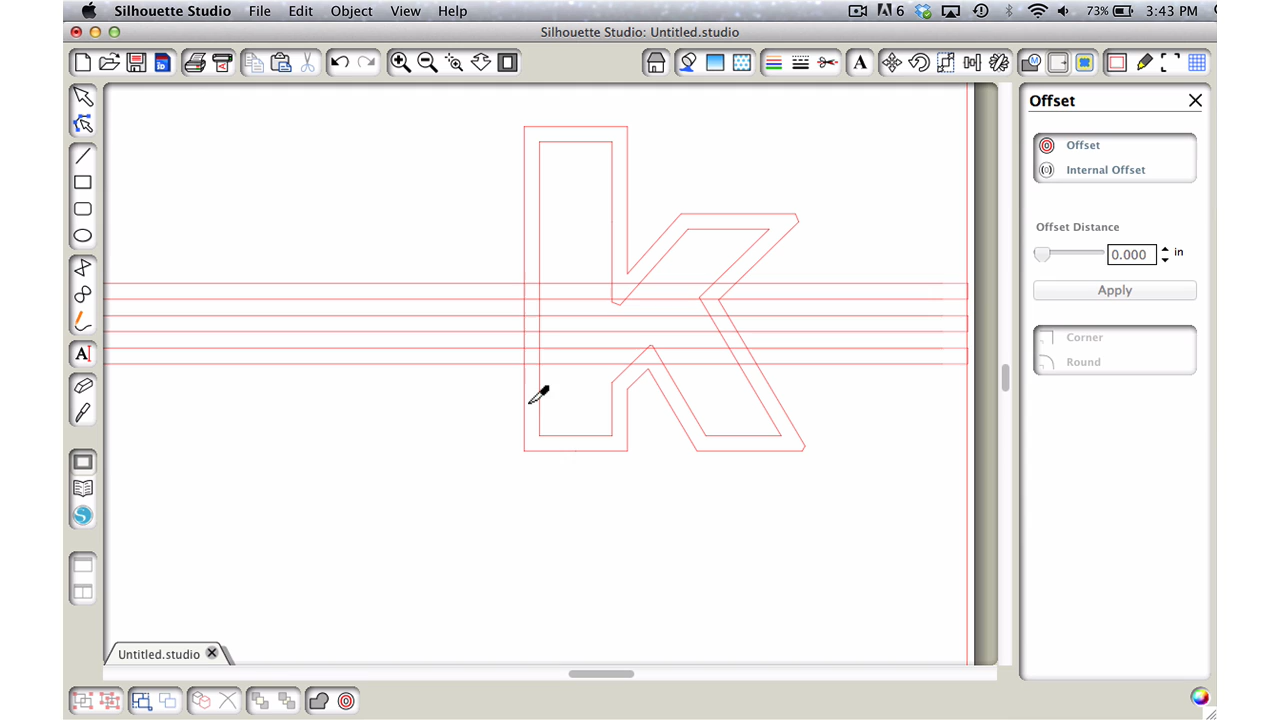 Silhouette Studio File Edit Object View Help
6 73% 3:43 PM
Silhouette Studio: Untitled.studio
A
M
A
Offset
Offset
Internal Offset
Offset Distance
0.000 in
Apply
Corner
Round
k
Untitled.studio